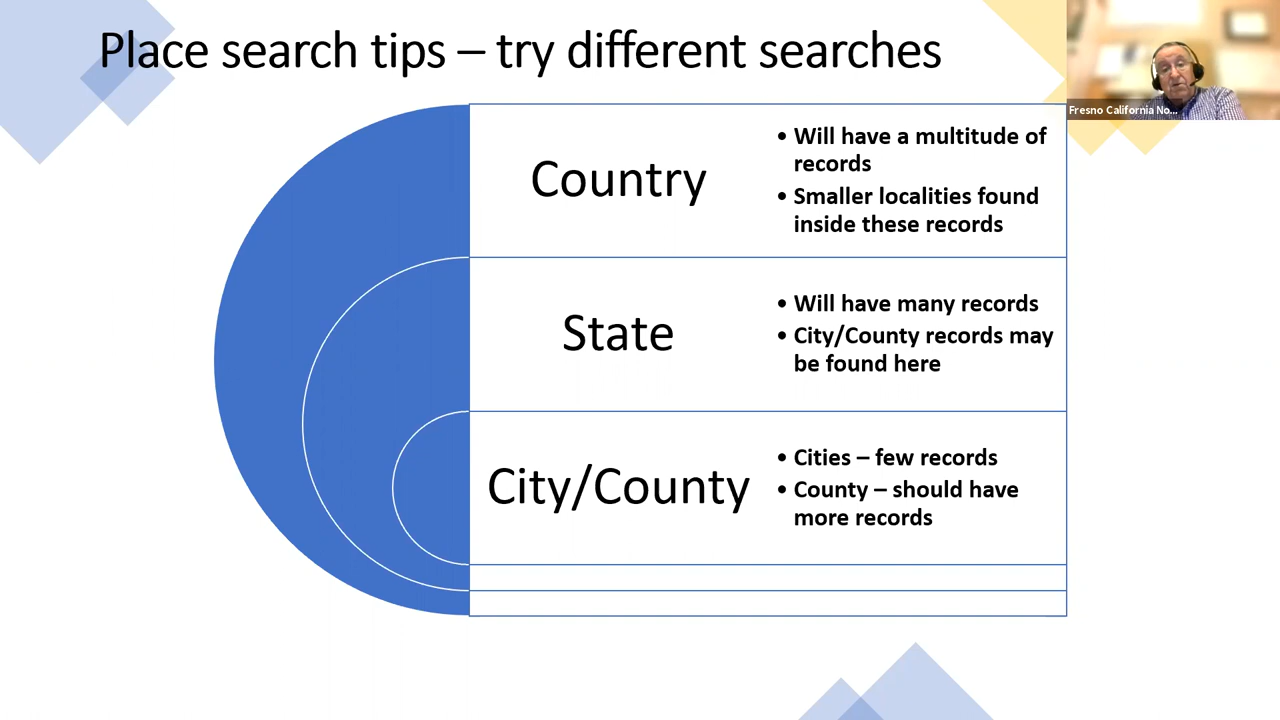 Place search tips – try different searches
Fresno California No...
Country
• Will have a multitude of
records
• Smaller localities found
inside these records
State
• Will have many records
• City/County records may
be found here
City/County
• Cities – few records
• County – should have
more records